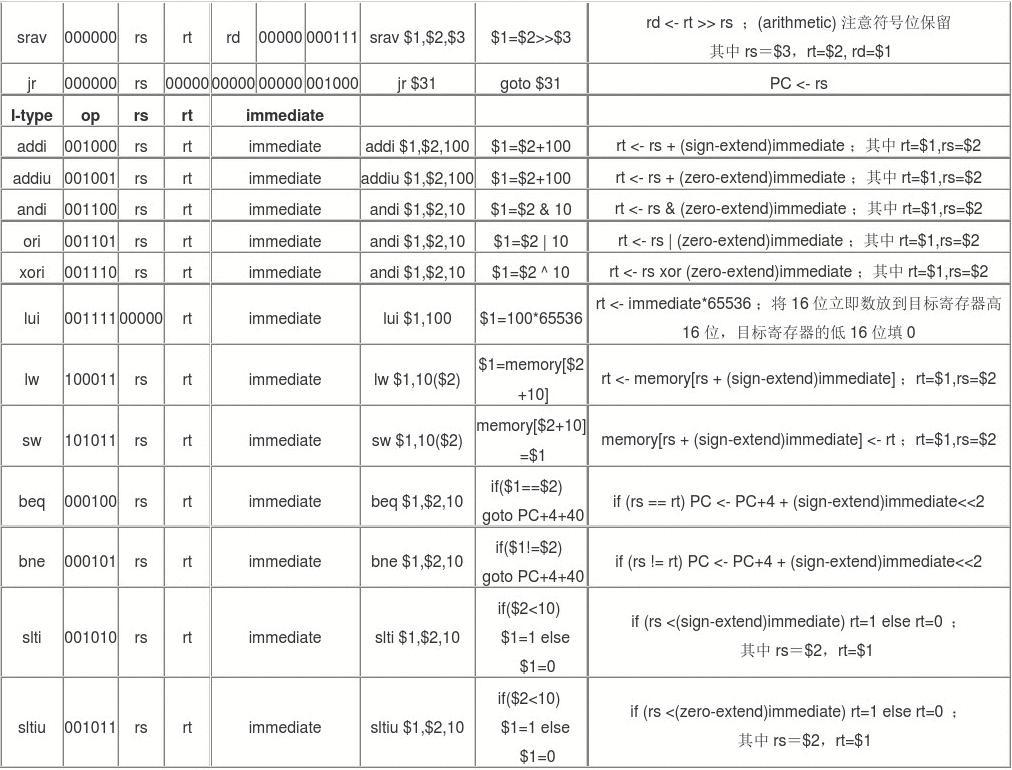 srav 000000 rs rt rd 00000 000111 srav $1,$2,$3 $1=$2>>$3 rd <- rt >> rs ；(arithmetic) 注意符号位保留
其中 rs＝$3，rt=$2, rd=$1
jr 000000 rs 00000 00000 00000 001000 jr $31 goto $31 PC <- rs
I-type op rs rt immediate
addi 001000 rs rt immediate addi $1,$2,100 $1=$2+100 rt <- rs + (sign-extend)immediate ；其中 rt=$1,rs=$2
addiu 001001 rs rt immediate addiu $1,$2,100 $1=$2+100 rt <- rs + (zero-extend)immediate ；其中 rt=$1,rs=$2
andi 001100 rs rt immediate andi $1,$2,10 $1=$2 & 10 rt <- rs & (zero-extend)immediate ；其中 rt=$1,rs=$2
ori 001101 rs rt immediate andi $1,$2,10 $1=$2 | 10 rt <- rs | (zero-extend)immediate ；其中 rt=$1,rs=$2
xori 001110 rs rt immediate andi $1,$2,10 $1=$2 ^ 10 rt <- rs xor (zero-extend)immediate ；其中 rt=$1,rs=$2
lui 001111 00000 rt immediate lui $1,100 $1=100*65536 rt <- immediate*65536 ；将 16 位立即数放到目标寄存器高
16 位，目标寄存器的低 16 位填 0
lw 100011 rs rt immediate lw $1,10($2) $1=memory[$2
+10] rt <- memory[rs + (sign-extend)immediate] ；rt=$1,rs=$2
sw 101011 rs rt immediate sw $1,10($2) memory[$2+10]
=$1 memory[rs + (sign-extend)immediate] <- rt ；rt=$1,rs=$2
beq 000100 rs rt immediate beq $1,$2,10 if($1==$2)
goto PC+4+40 if (rs == rt) PC <- PC+4 + (sign-extend)immediate<<2
bne 000101 rs rt immediate bne $1,$2,10 if($1!=$2)
goto PC+4+40 if (rs != rt) PC <- PC+4 + (sign-extend)immediate<<2
slti 001010 rs rt immediate slti $1,$2,10 if($2<10)
$1=1 else
$1=0 if (rs <(sign-extend)immediate) rt=1 else rt=0 ；
其中 rs＝$2，rt=$1
sltiu 001011 rs rt immediate sltiu $1,$2,10 if($2<10)
$1=1 else
$1=0 if (rs <(zero-extend)immediate) rt=1 else rt=0 ；
其中 rs＝$2，rt=$1